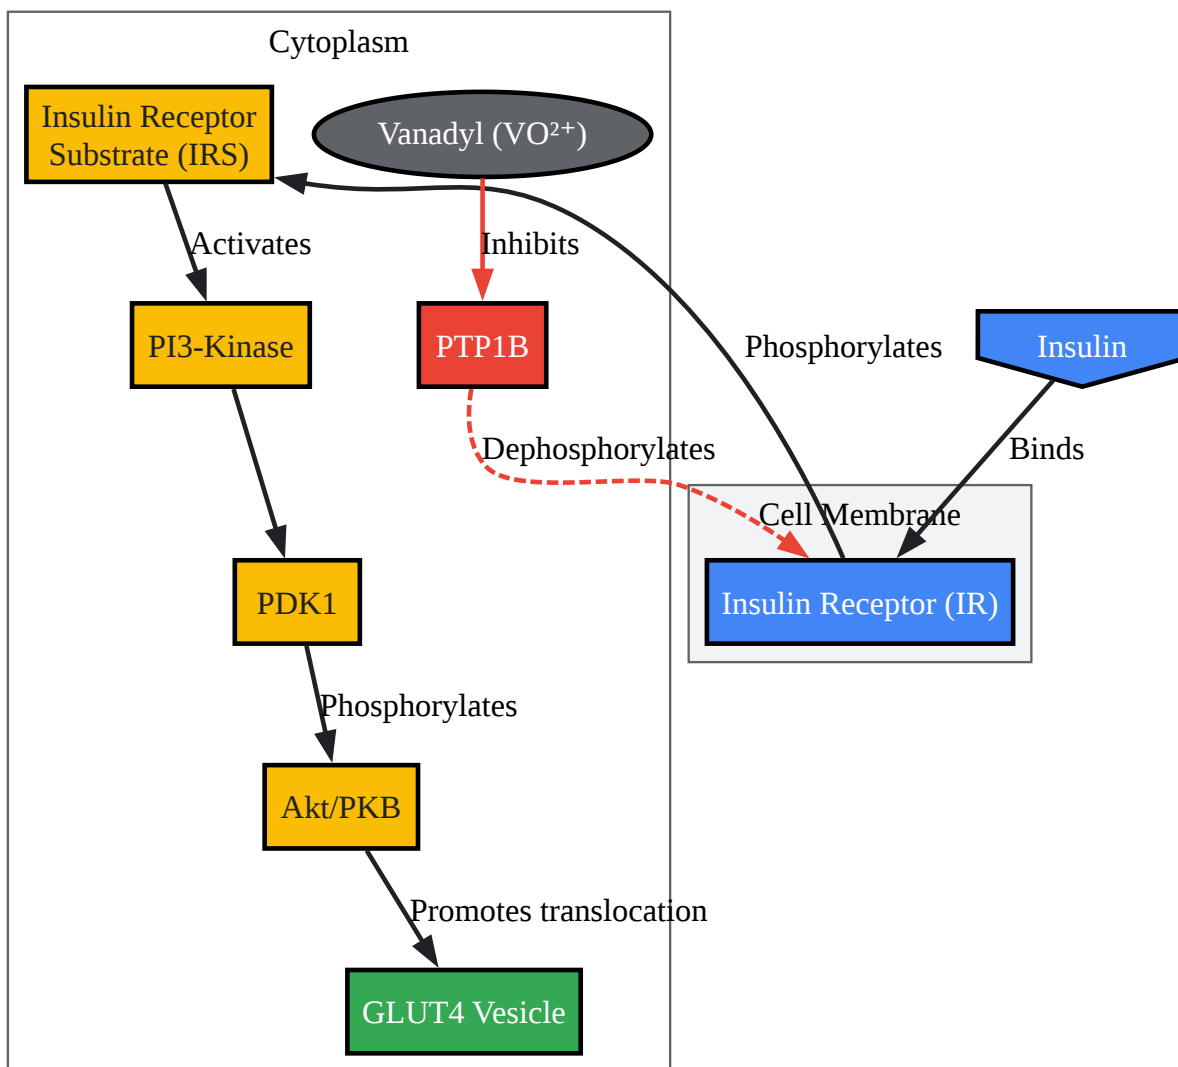 Cytoplasm
Insulin Receptor
Substrate (IRS)
Vanadyl (VO²⁺)
Activates
Inhibits
PI3-Kinase
PTP1B
Phosphorylates
Insulin
Dephosphorylates
Binds
Cell Membrane
PDK1
Insulin Receptor (IR)
Phosphorylates
Akt/PKB
Promotes translocation
GLUT4 Vesicle